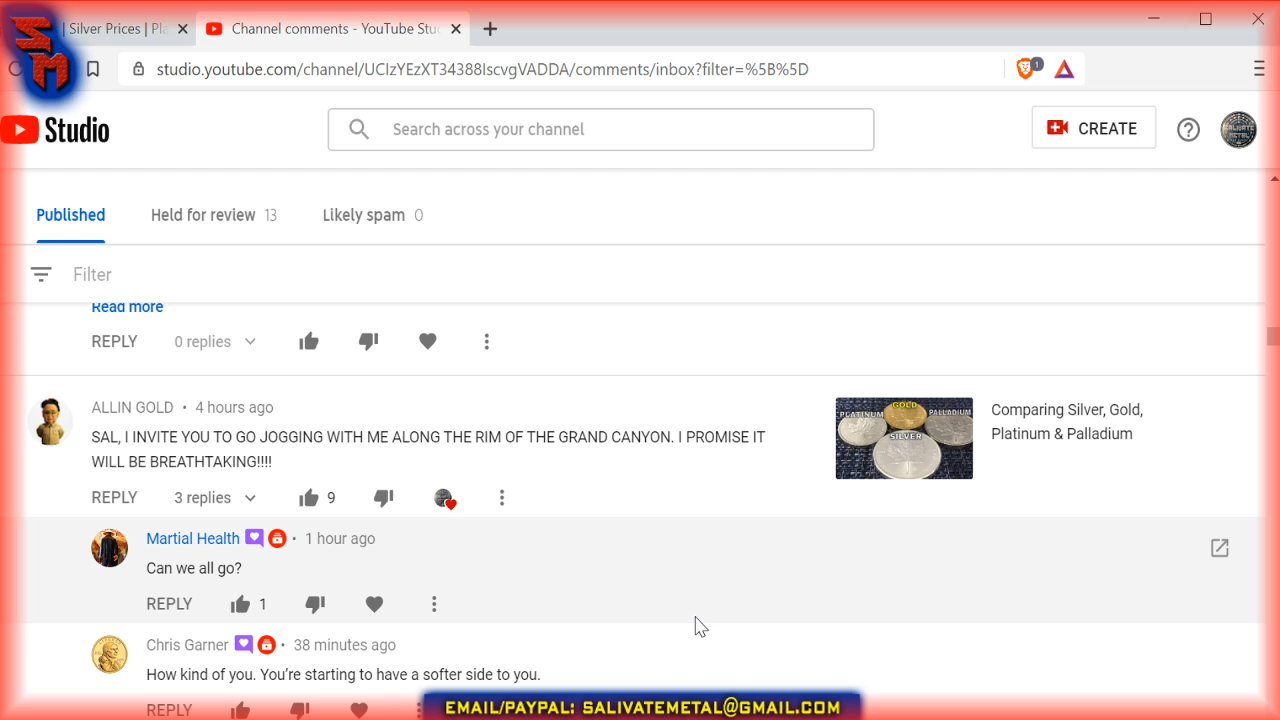 SM
| Silver Prices | Pla
Channel comments - YouTube Stu
studio.youtube.com/channel/UCIzYEzXT34388IscvgVADDA/comments/inbox?filter=%5B%5D
1
Studio
Search across your channel
CREATE
Published
Held for review 13
Likely spam 0
Filter
Read more
REPLY
0 replies
ALLIN GOLD • 4 hours ago
SAL, I INVITE YOU TO GO JOGGING WITH ME ALONG THE RIM OF THE GRAND CANYON. I PROMISE IT
WILL BE BREATHTAKING!!!!
PLATINUM
GOLD
PALLADIUM
SILVER
Comparing Silver, Gold,
Platinum & Palladium
REPLY
3 replies
9
Martial Health • 1 hour ago
Can we all go?
REPLY
1
Chris Garner • 38 minutes ago
How kind of you. You're starting to have a softer side to you.
REPLY
EMAIL/PAYPAL: SALIVATEMETAL@GMAIL.COM